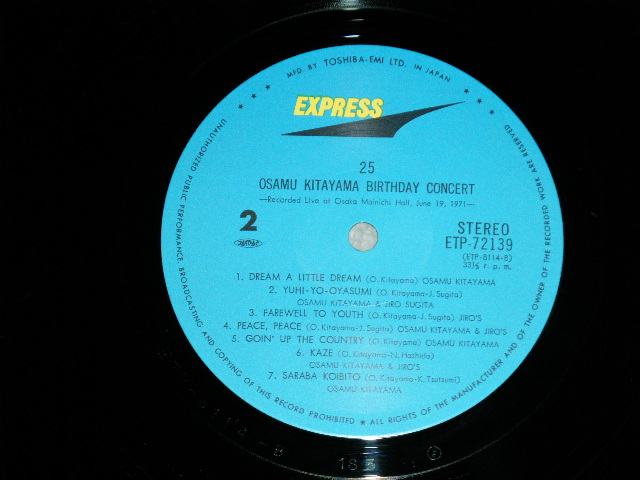 MFD. BY TOSHIBA-EMI LTD. IN JAPAN
EXPRESS
25
OSAMU KITAYAMA BIRTHDAY CONCERT
—Recorded Live at Osaka Mainichi Hall, June 19, 1971—
2
STEREO
ETP-72139
(ETP-8114-B)
33⅓ r. p. m.
1. DREAM A LITTLE DREAM (O. Kitayama) OSAMU KITAYAMA
2. YUHI-YO-OYASUMI (O. Kitayama-J. Sugita)
OSAMU KITAYAMA & JIRO SUGITA
3. FAREWELL TO YOUTH (O. Kitayama-J. Sugita) JIRO'S
4. PEACE, PEACE (O. Kitayama-J. Sugita) OSAMU KITAYAMA & JIRO'S
5. GOIN' UP THE COUNTRY (O. Kitayama) OSAMU KITAYAMA
6. KAZE (O. Kitayama-N. Hashida)
OSAMU KITAYAMA & JIRO'S
7. SARABA KOIBITO (O. Kitayama-K. Tsutsumi)
OSAMU KITAYAMA
UNAUTHORIZED PUBLIC PERFORMANCE, BROADCASTING AND COPYING OF THIS RECORD PROHIBITED ★ ALL RIGHTS OF THE MANUFACTURER AND OF THE OWNER OF THE RECORDED WORK ARE RESERVED